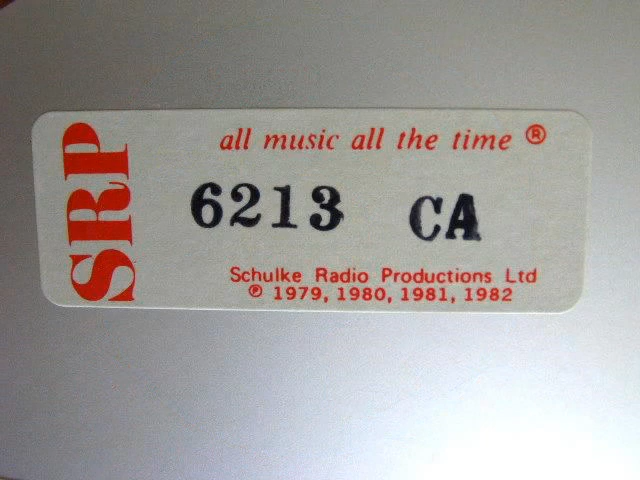 SRP
all music all the time ®
6213 CA
Schulke Radio Productions Ltd
℗ 1979, 1980, 1981, 1982